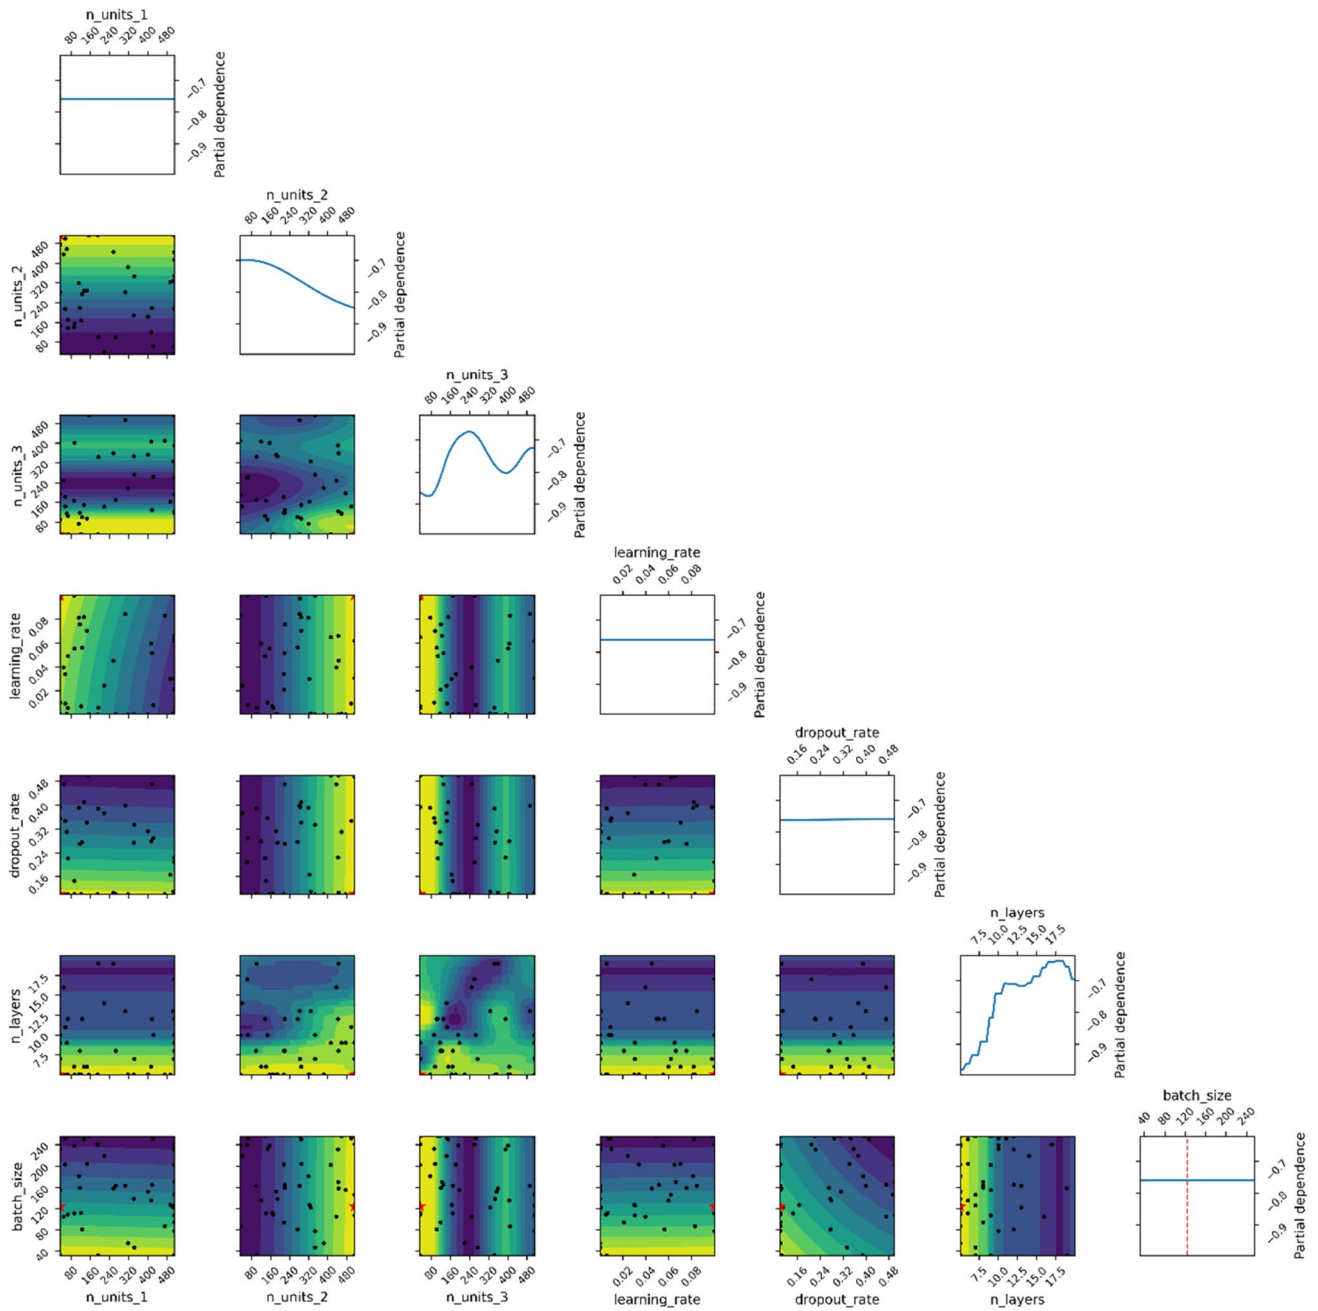 n_units_1
80 160 240 320 400 480
−0.7
−0.8
−0.9
Partial dependence
n_units_2
80 160 240 320 400 480
−0.7
−0.8
−0.9
Partial dependence
n_units_2
480
400
320
240
160
80
n_units_3
80 160 240 320 400 480
−0.7
−0.8
−0.9
Partial dependence
n_units_3
480
400
320
240
160
80
learning_rate
0.02 0.04 0.06 0.08
−0.7
−0.8
−0.9
Partial dependence
learning_rate
0.08
0.06
0.04
0.02
dropout_rate
0.16 0.24 0.32 0.40 0.48
−0.7
−0.8
−0.9
Partial dependence
dropout_rate
0.48
0.40
0.32
0.24
0.16
n_layers
7.5 10.0 12.5 15.0 17.5
−0.7
−0.8
−0.9
Partial dependence
n_layers
17.5
15.0
12.5
10.0
7.5
batch_size
40 80 120 160 200 240
−0.7
−0.8
−0.9
Partial dependence
batch_size
240
200
160
120
80
40
80 160 240 320 400 480 80 160 240 320 400 480 80 160 240 320 400 480 0.02 0.04 0.06 0.08 0.16 0.24 0.32 0.40 0.48 7.5 10.0 12.5 15.0 17.5
n_units_1 n_units_2 n_units_3 learning_rate dropout_rate n_layers